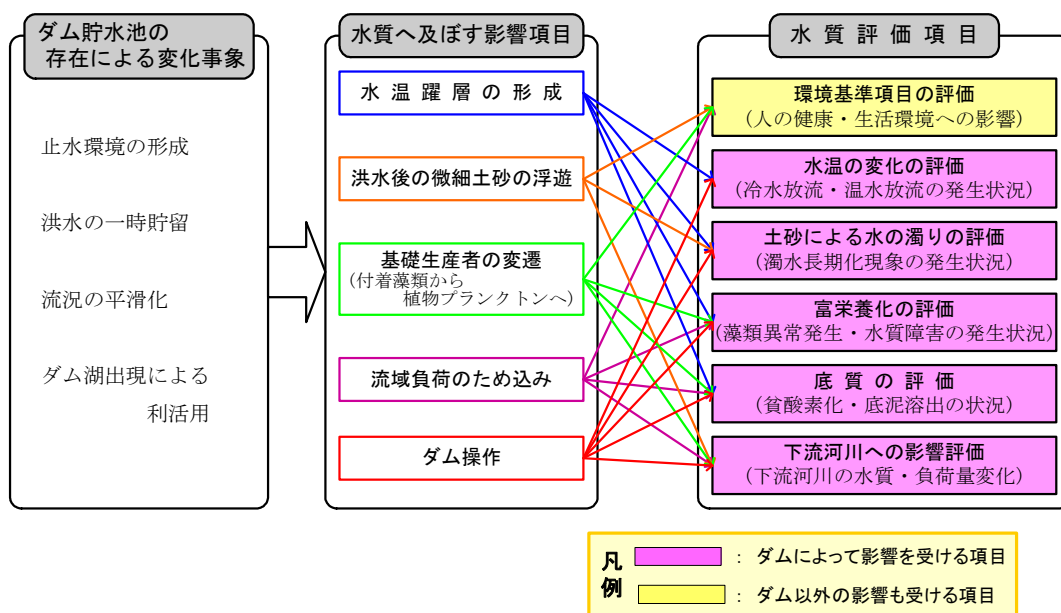 ダム貯水池の
存在による変化事象
止水環境の形成
洪水の一時貯留
流況の平滑化
ダム湖出現による
利活用
水質へ及ぼす影響項目
水温躍層の形成
洪水後の微細土砂の浮遊
基礎生産者の変遷
(付着藻類から
植物プランクトンへ)
流域負荷のため込み
ダム操作
水質評価項目
環境基準項目の評価
(人の健康・生活環境への影響)
水温の変化の評価
(冷水放流・温水放流の発生状況)
土砂による水の濁りの評価
(濁水長期化現象の発生状況)
富栄養化の評価
(藻類異常発生・水質障害の発生状況)
底質の評価
(貧酸素化・底泥溶出の状況)
下流河川への影響評価
(下流河川の水質・負荷量変化)
凡例
： ダムによって影響を受ける項目
： ダム以外の影響も受ける項目